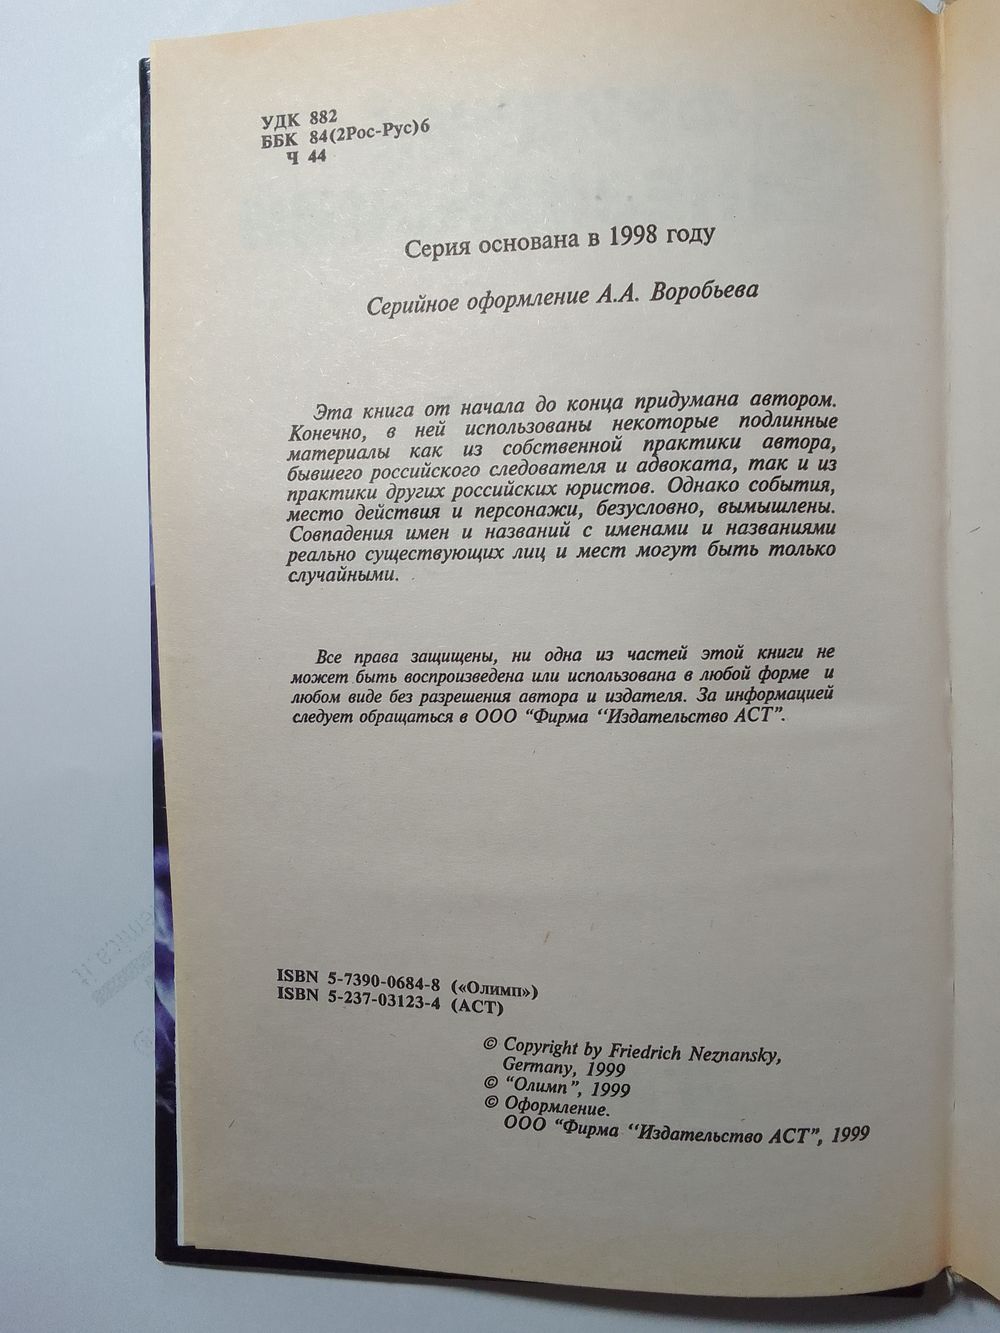 УДК 882
ББК 84(2Рос-Рус)6
Ч 44
Серия основана в 1998 году
Серийное оформление А.А. Воробьева
Эта книга от начала до конца придумана автором.
Конечно, в ней использованы некоторые подлинные
материалы как из собственной практики автора,
бывшего российского следователя и адвоката, так и из
практики других российских юристов. Однако события,
место действия и персонажи, безусловно, вымышлены.
Совпадения имен и названий с именами и названиями
реально существующих лиц и мест могут быть только
случайными.
Все права защищены, ни одна из частей этой книги не
может быть воспроизведена или использована в любой форме и
любом виде без разрешения автора и издателя. За информацией
следует обращаться в ООО “Фирма “Издательство АСТ”.
ISBN 5-7390-0684-8 («Олимп»)
ISBN 5-237-03123-4 (АСТ)
© Copyright by Friedrich Neznansky,
Germany, 1999
© “Олимп”, 1999
© Оформление.
ООО “Фирма “Издательство АСТ”, 1999